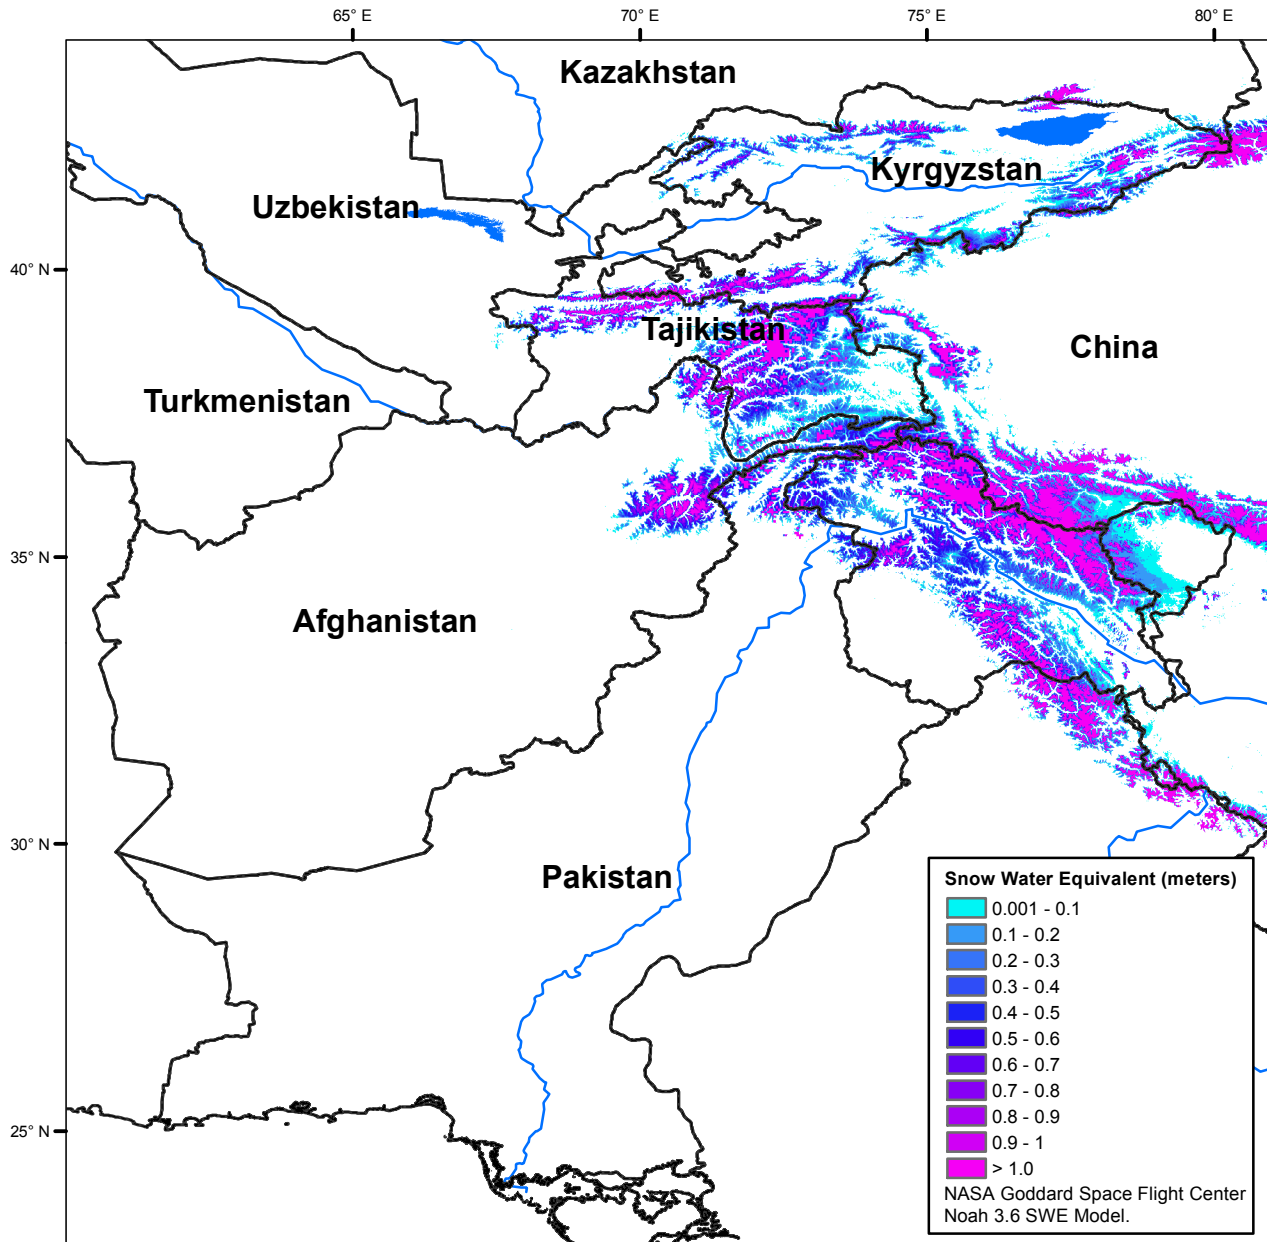 65° E
70° E
75° E
80° E
Kazakhstan
Kyrgyzstan
Uzbekistan
40° N
Tajikistan
China
Turkmenistan
35° N
Afghanistan
30° N
Pakistan
25° N
Snow Water Equivalent (meters)
0.001 - 0.1
0.1 - 0.2
0.2 - 0.3
0.3 - 0.4
0.4 - 0.5
0.5 - 0.6
0.6 - 0.7
0.7 - 0.8
0.8 - 0.9
0.9 - 1
> 1.0
NASA Goddard Space Flight Center
Noah 3.6 SWE Model.